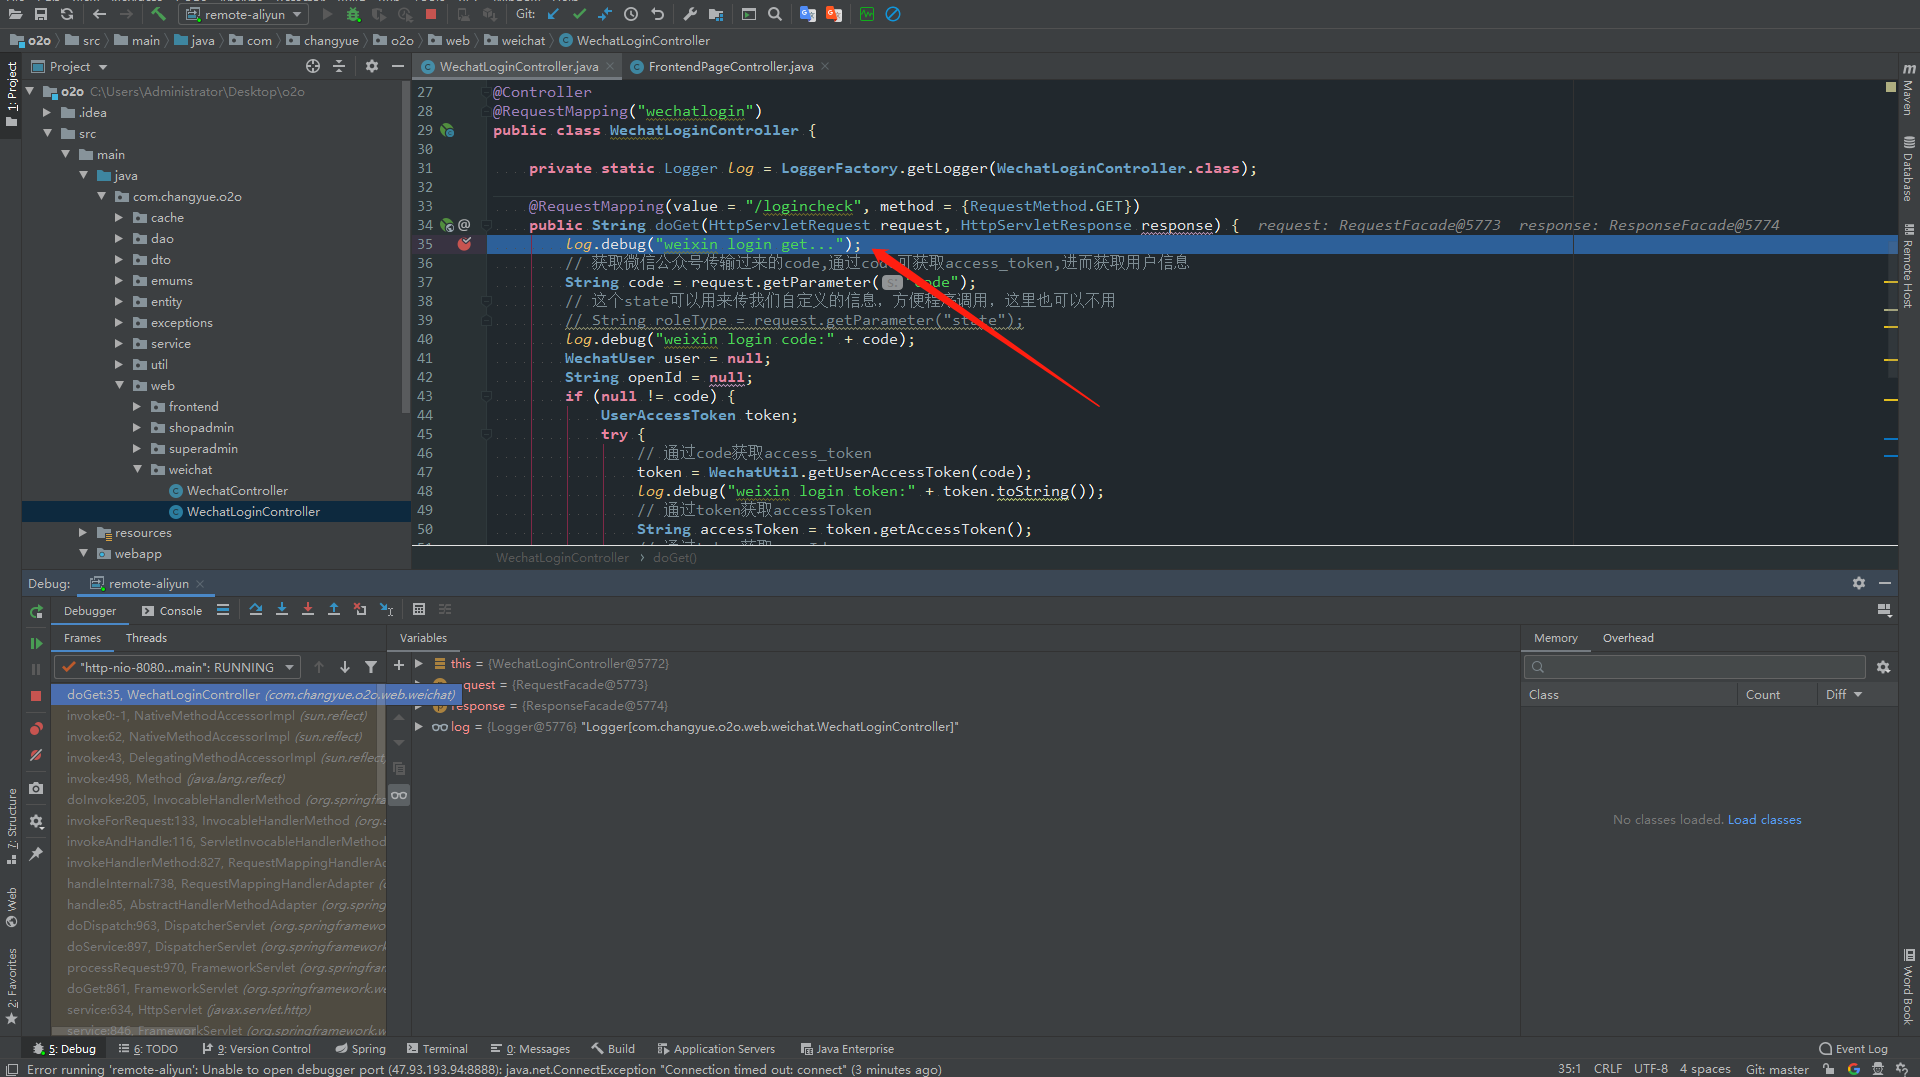 remote-aliyun
Git:
o2o src main java com changyue o2o web weichat WechatLoginController
1: Project
Project
WechatLoginController.java
FrontendPageController.java
o2o C:\Users\Administrator\Desktop\o2o
.idea
src
main
java
com.changyue.o2o
cache
dao
dto
emums
entity
exceptions
service
util
web
frontend
shopadmin
superadmin
weichat
WechatController
WechatLoginController
resources
webapp
27 @Controller
28 @RequestMapping("wechatlogin")
29 public class WechatLoginController {
30
31 private static Logger log = LoggerFactory.getLogger(WechatLoginController.class);
32
33 @RequestMapping(value = "/logincheck", method = {RequestMethod.GET})
34 public String doGet(HttpServletRequest request, HttpServletResponse response) { request: RequestFacade@5773 response: ResponseFacade@5774
35 log.debug("weixin login get...");
36 // 获取微信公众号传输过来的code,通过code可获取access_token,进而获取用户信息
37 String code = request.getParameter( s: "code");
38 // 这个state可以用来传我们自定义的信息，方便程序调用，这里也可以不用
39 // String roleType = request.getParameter("state");
40 log.debug("weixin login code:" + code);
41 WechatUser user = null;
42 String openId = null;
43 if (null != code) {
44 UserAccessToken token;
45 try {
46 // 通过code获取access_token
47 token = WechatUtil.getUserAccessToken(code);
48 log.debug("weixin login token:" + token.toString());
49 // 通过token获取accessToken
50 String accessToken = token.getAccessToken();
WechatLoginController › doGet()
Maven
Database
Remote Host
Word Book
Debug: remote-aliyun
Debugger Console
Frames Threads
Variables
Memory Overhead
"http-nio-8080...main": RUNNING
doGet:35, WechatLoginController (com.changyue.o2o.web.weichat)
invoke0:-1, NativeMethodAccessorImpl (sun.reflect)
invoke:62, NativeMethodAccessorImpl (sun.reflect)
invoke:43, DelegatingMethodAccessorImpl (sun.reflect
invoke:498, Method (java.lang.reflect)
doInvoke:205, InvocableHandlerMethod (org.springfra
invokeForRequest:133, InvocableHandlerMethod (org.s
invokeAndHandle:116, ServletInvocableHandlerMethod
invokeHandlerMethod:827, RequestMappingHandlerAc
handleInternal:738, RequestMappingHandlerAdapter (
handle:85, AbstractHandlerMethodAdapter (org.spring
doDispatch:963, DispatcherServlet (org.springframewo
doService:897, DispatcherServlet (org.springframework
processRequest:970, FrameworkServlet (org.springfrar
doGet:861, FrameworkServlet (org.springframework.we
service:634, HttpServlet (javax.servlet.http)
service:846, FrameworkServlet (org.springframework.w
this = {WechatLoginController@5772}
quest = {RequestFacade@5773}
response = {ResponseFacade@5774}
log = {Logger@5776} "Logger[com.changyue.o2o.web.weichat.WechatLoginController]"
Class Count Diff
No classes loaded. Load classes
7: Structure
Web
2: Favorites
5: Debug 6: TODO 9: Version Control Spring Terminal 0: Messages Build Application Servers Java Enterprise Event Log
Error running 'remote-aliyun': Unable to open debugger port (47.93.193.94:8888): java.net.ConnectException "Connection timed out: connect" (3 minutes ago)
35:1 CRLF UTF-8 4 spaces Git: master